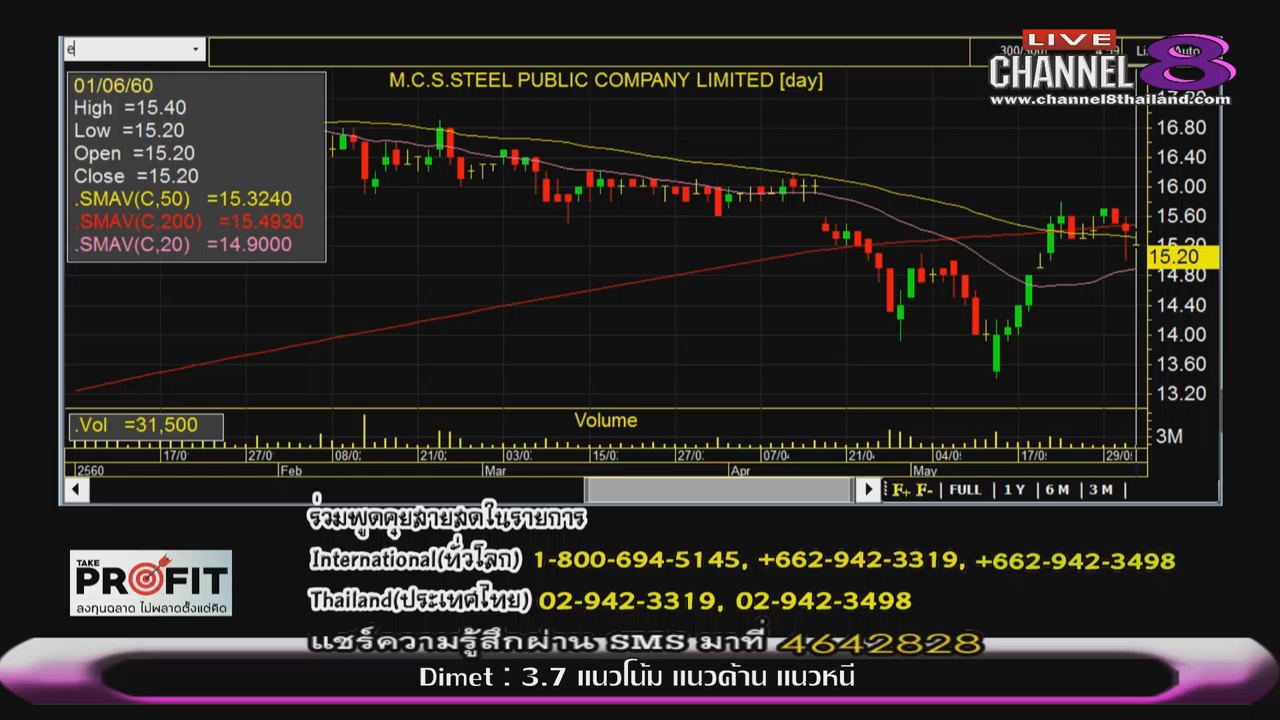 e
LIVE
CHANNEL 8
www.channel8thailand.com
M.C.S.STEEL PUBLIC COMPANY LIMITED [day]
01/06/60
High =15.40
Low =15.20
Open =15.20
Close =15.20
.SMAV(C,50) =15.3240
.SMAV(C,200) =15.4930
.SMAV(C,20) =14.9000
17.20
16.80
16.40
16.00
15.60
15.20
15.20
14.80
14.40
14.00
13.60
13.20
.Vol =31,500
Volume
3M
17/0 27/0 08/0 21/0 03/0 15/0 27/0 07/0 21/0 04/0 17/0 29/0
2560 Feb Mar Apr May
F+ F- | FULL | 1 Y | 6 M | 3 M |
ร่วมพูดคุยสายสดในรายการ
International(ทั่วโลก) 1-800-694-5145, +662-942-3319, +662-942-3498
Thailand(ประเทศไทย) 02-942-3319, 02-942-3498
แชร์ความรู้สึกผ่าน SMS มาที่ 4642828
TAKE
PROFIT
ลงทุนฉลาด ไม่พลาดตั้งแต่คิด
Dimet : 3.7 แนวโน้ม แนวต้าน แนวหนี